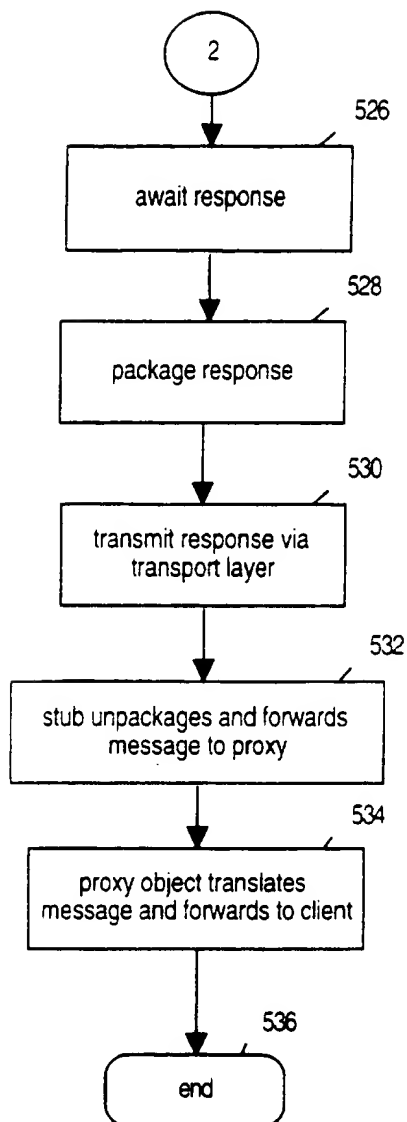 2
526
await response
528
package response
530
transmit response via
transport layer
532
stub unpackages and forwards
message to proxy
534
proxy object translates
message and forwards to client
536
end